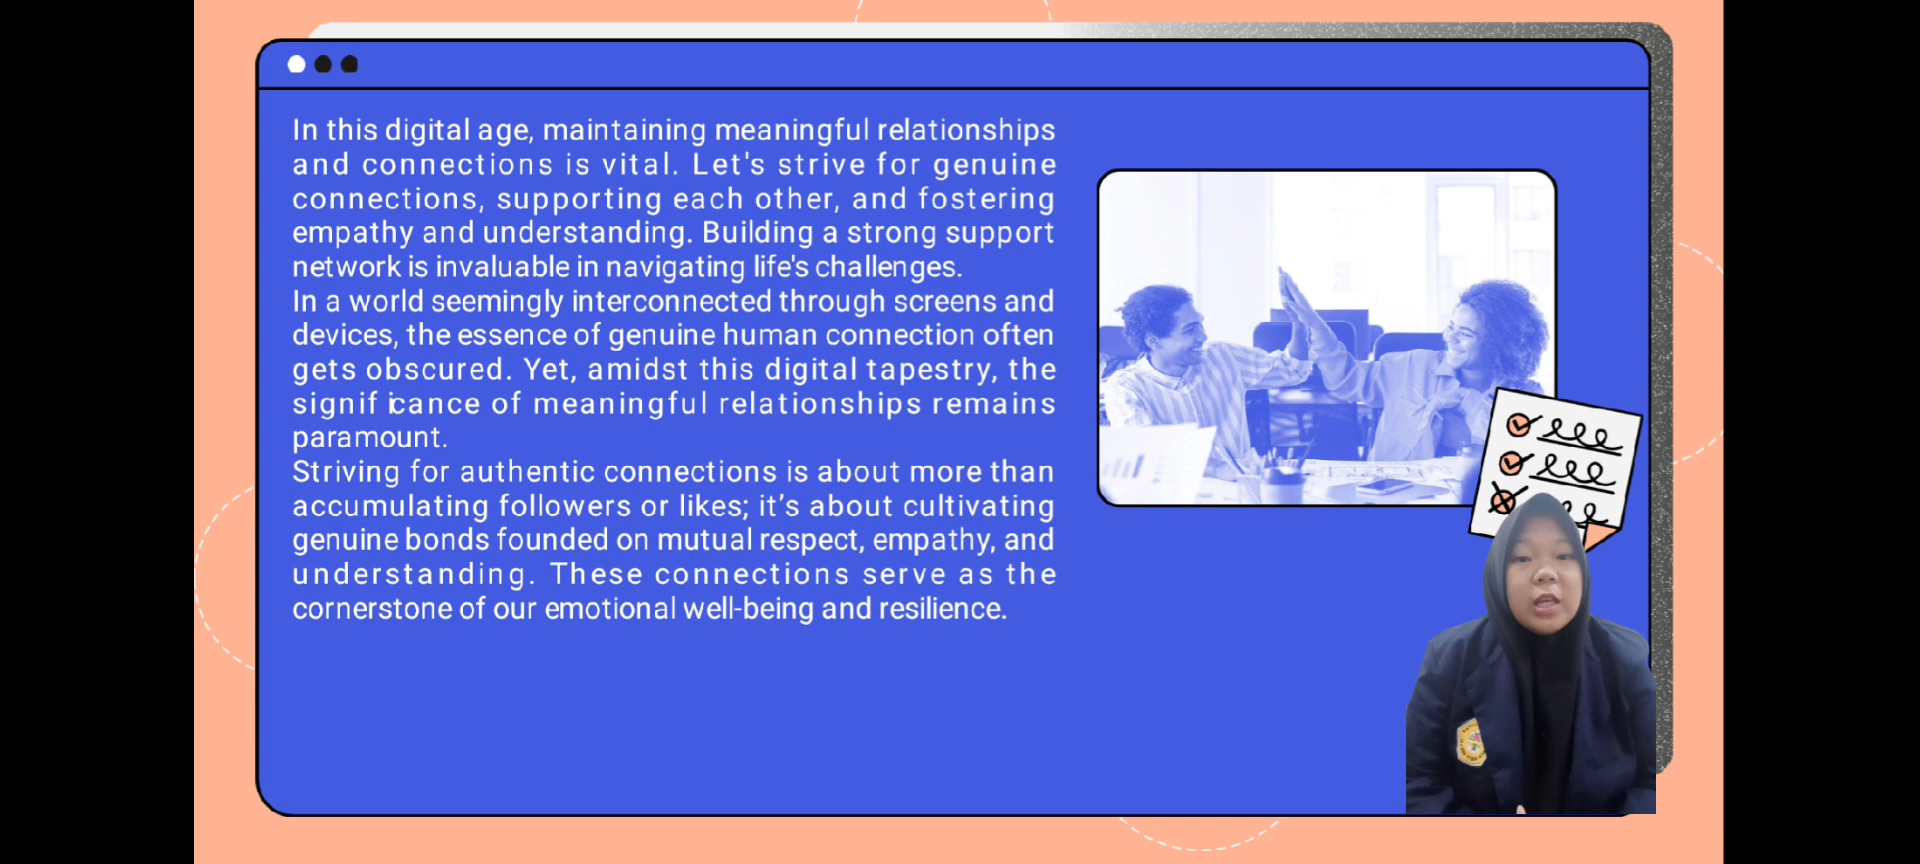 In this digital age, maintaining meaningful relationships
and connections is vital. Let's strive for genuine
connections, supporting each other, and fostering
empathy and understanding. Building a strong support
network is invaluable in navigating life's challenges.
In a world seemingly interconnected through screens and
devices, the essence of genuine human connection often
gets obscured. Yet, amidst this digital tapestry, the
significance of meaningful relationships remains
paramount.
Striving for authentic connections is about more than
accumulating followers or likes; it’s about cultivating
genuine bonds founded on mutual respect, empathy, and
understanding. These connections serve as the
cornerstone of our emotional well-being and resilience.